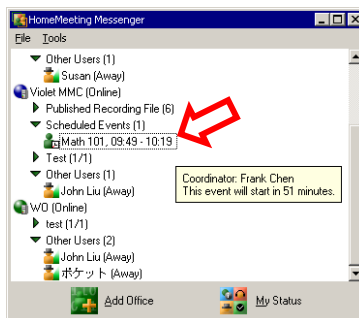 HomeMeeting Messenger
File Tools
Other Users (1)
Susan (Away)
Violet MMC (Online)
Published Recording File (6)
Scheduled Events (1)
Math 101, 09:49 - 10:19
Test (1/1)
Other Users (1)
John Liu (Away)
Coordinator: Frank Chen
This event will start in 51 minutes.
WO (Online)
test (1/1)
Other Users (2)
John Liu (Away)
ポケット (Away)
Add Office
My Status